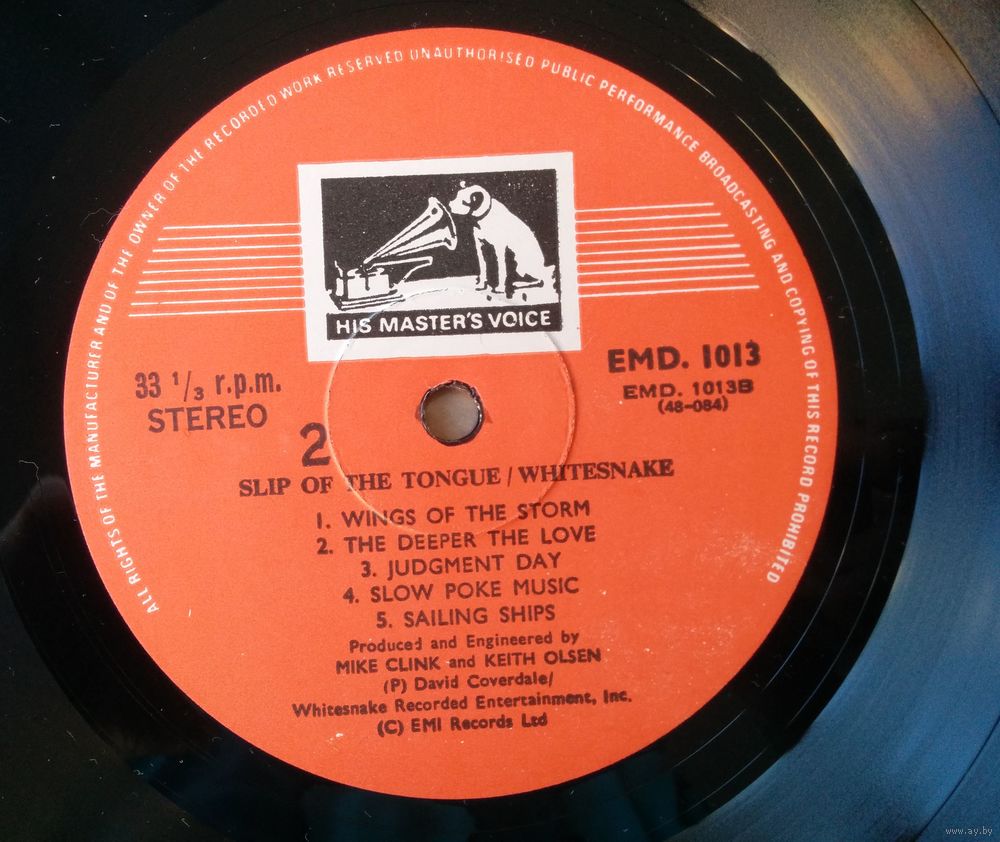 ALL RIGHTS OF THE MANUFACTURER AND OF THE OWNER OF THE RECORDED WORK RESERVED UNAUTHORISED PUBLIC PERFORMANCE BROADCASTING AND COPYING OF THIS RECORD PROHIBITED
HIS MASTER'S VOICE
33 1/3 r.p.m.
STEREO
2
EMD. 1013
EMD. 1013B
(48-084)
SLIP OF THE TONGUE / WHITESNAKE
1. WINGS OF THE STORM
2. THE DEEPER THE LOVE
3. JUDGMENT DAY
4. SLOW POKE MUSIC
5. SAILING SHIPS
Produced and Engineered by
MIKE CLINK and KEITH OLSEN
(P) David Coverdale/
Whitesnake Recorded Entertainment, Inc.
(C) EMI Records Ltd
www.ay.by